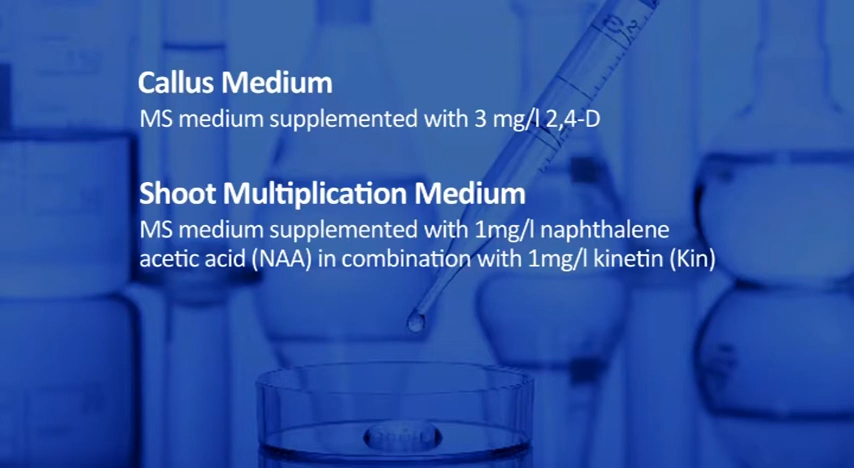 Callus Medium
MS medium supplemented with 3 mg/l 2,4-D
Shoot Multiplication Medium
MS medium supplemented with 1mg/l naphthalene
acetic acid (NAA) in combination with 1mg/l kinetin (Kin)